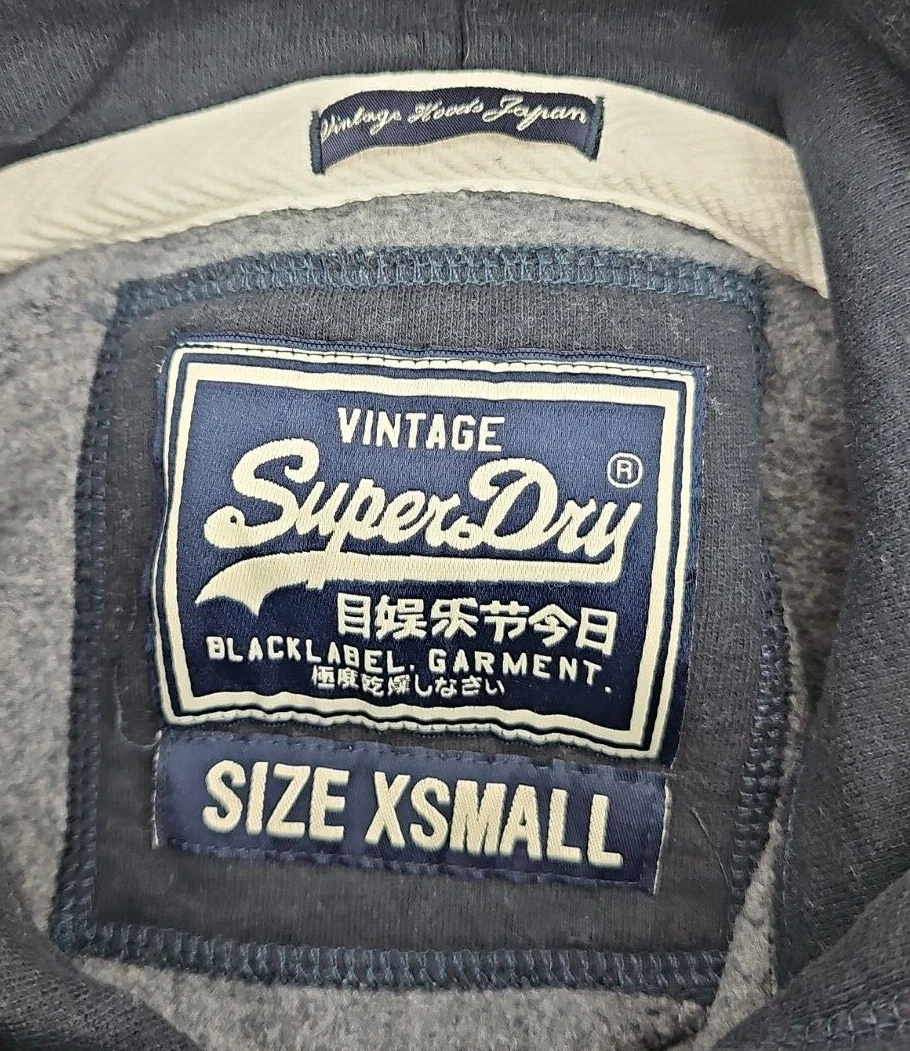 Vintage Hoods Japan
VINTAGE
SuperDry®
目娱乐节今日
BLACKLABEL. GARMENT.
極度乾燥しなさい
SIZE XSMALL